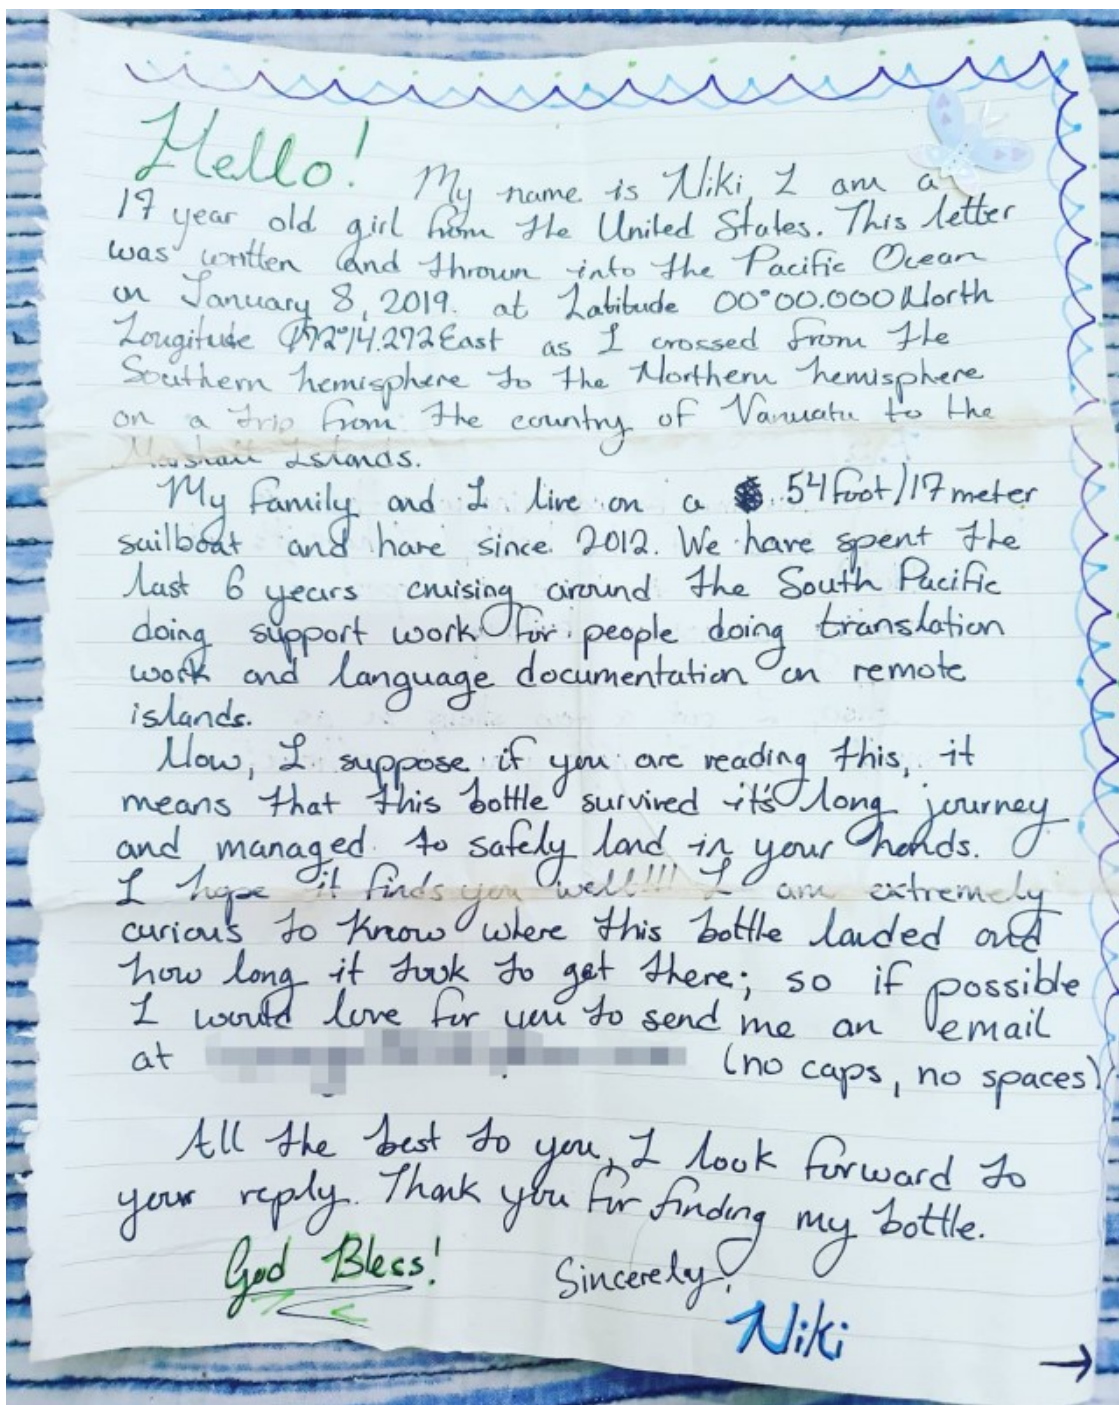 Hello!
My name is Niki, I am a
17 year old girl from the United States. This letter
was written and thrown into the Pacific Ocean
on January 8, 2019. at Latitude 00°00.000 North
Longitude 172°14.272 East as I crossed from the
Southern hemisphere to the Northern hemisphere
on a trip from the country of Vanuatu to the
Marshall Islands.
My family and I live on a 54 foot/17 meter
sailboat and have since 2012. We have spent the
last 6 years cruising around the South Pacific
doing support work for people doing translation
work and language documentation on remote
islands.
Now, I suppose if you are reading this, it
means that this bottle survived it's long journey
and managed to safely land in your hands.
I hope it finds you well!!! I am extremely
curious to know where this bottle landed and
how long it took to get there; so if possible
I would love for you to send me an email
at (no caps, no spaces)
All the best to you, I look forward to
your reply. Thank you for finding my bottle.
God Bless!
Sincerely,
Niki
→